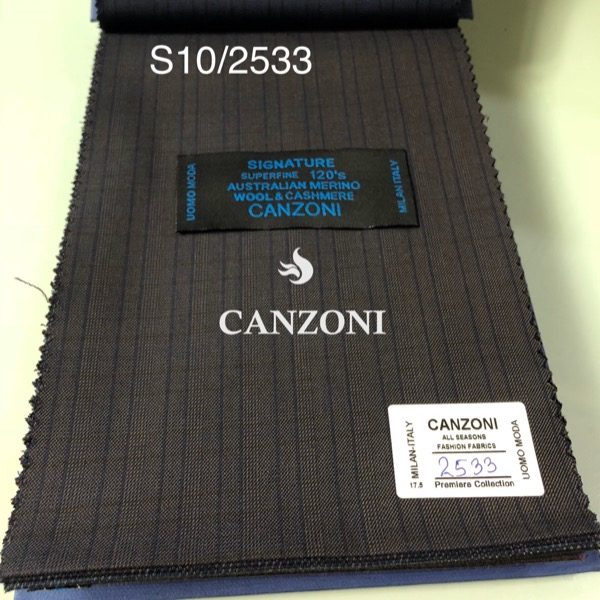 S10/2533
SIGNATURE
SUPERFINE 120's
AUSTRALIAN MERINO
WOOL & CASHMERE
CANZONI
UOMO MODA
MILAN ITALY
CANZONI
MILAN-ITALY
17.5
CANZONI
ALL SEASONS
FASHION FABRICS
2533
Premiere Collection
UOMO MODA